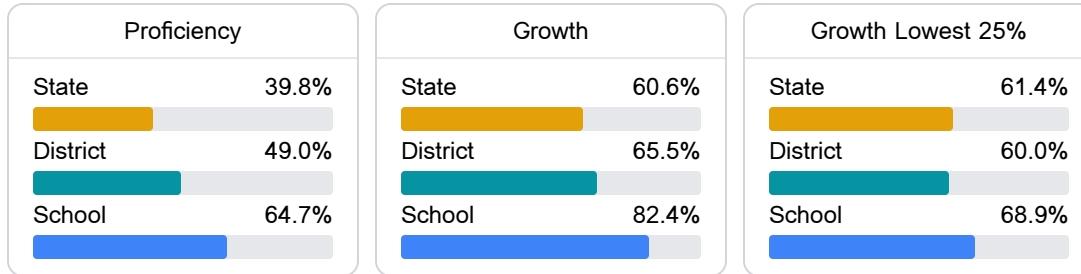 Proficiency
State 39.8%
District 49.0%
School 64.7%
Growth
State 60.6%
District 65.5%
School 82.4%
Growth Lowest 25%
State 61.4%
District 60.0%
School 68.9%